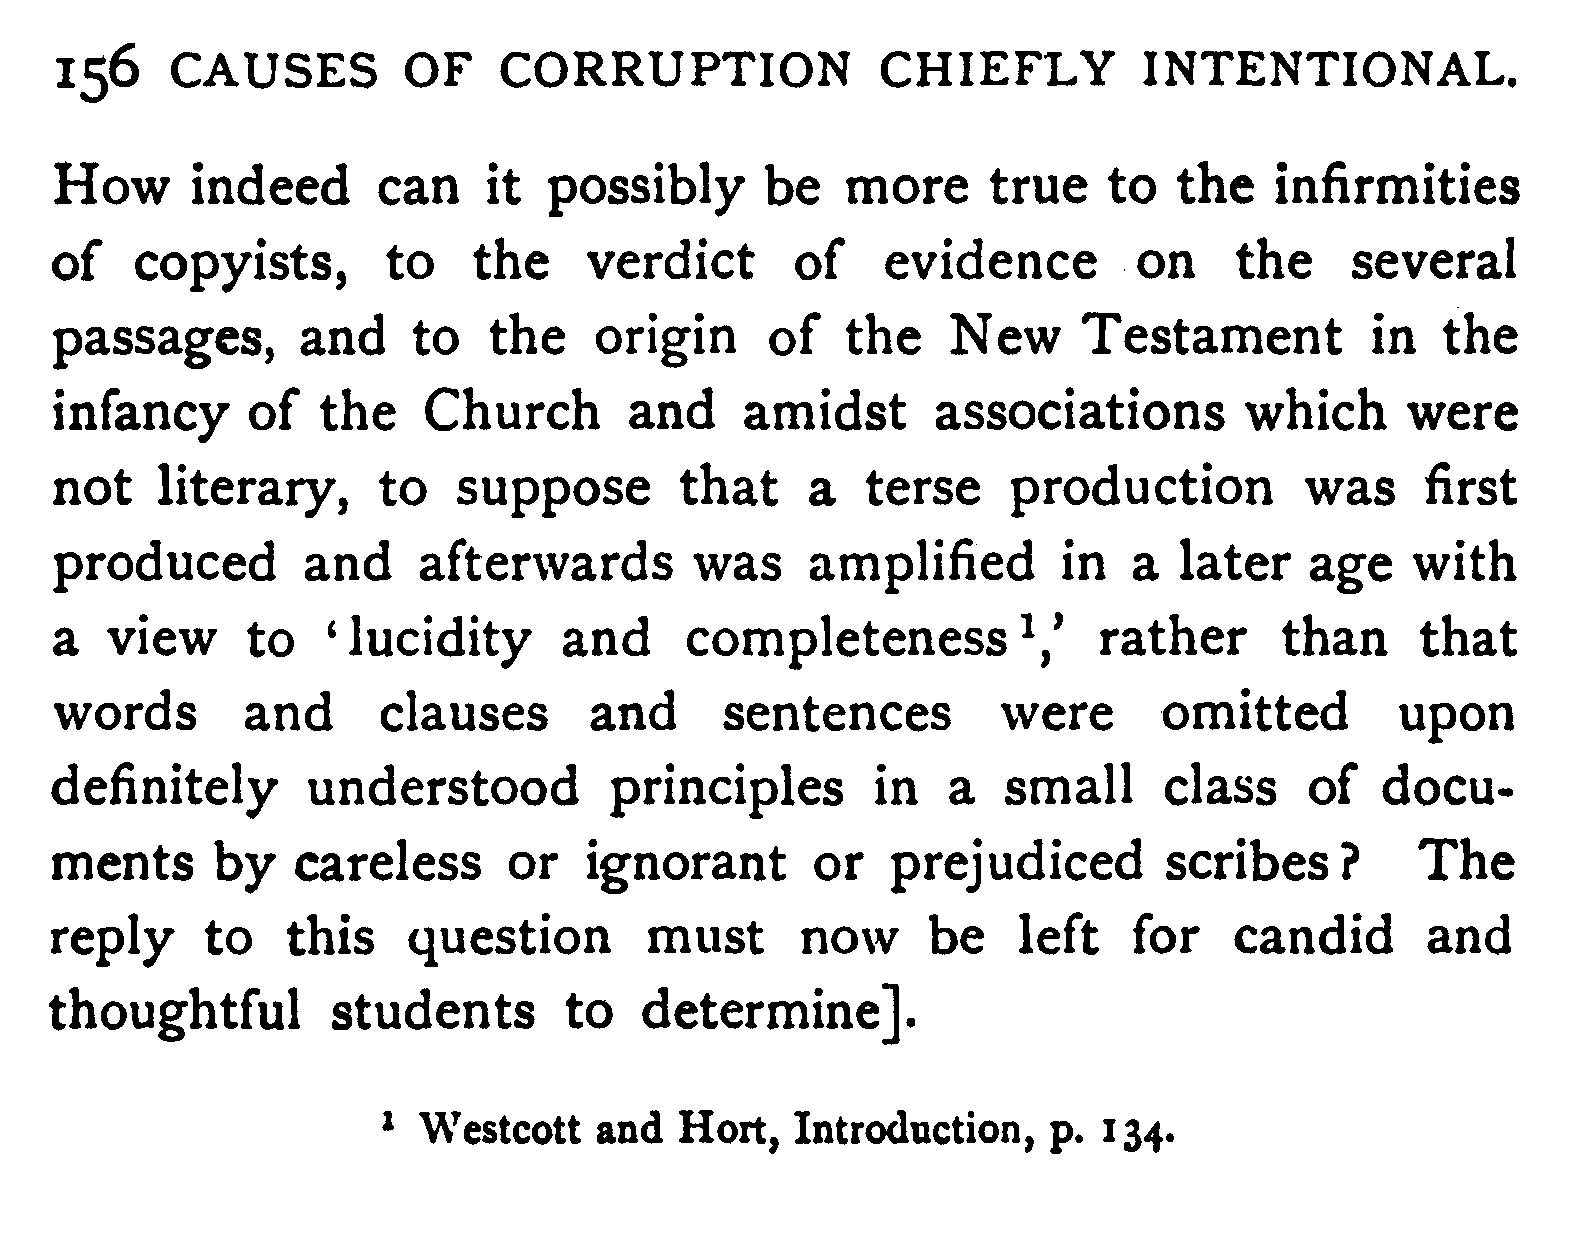 156 CAUSES OF CORRUPTION CHIEFLY INTENTIONAL.
How indeed can it possibly be more true to the infirmities
of copyists, to the verdict of evidence on the several
passages, and to the origin of the New Testament in the
infancy of the Church and amidst associations which were
not literary, to suppose that a terse production was first
produced and afterwards was amplified in a later age with
a view to ‘lucidity and completeness¹,’ rather than that
words and clauses and sentences were omitted upon
definitely understood principles in a small class of docu-
ments by careless or ignorant or prejudiced scribes? The
reply to this question must now be left for candid and
thoughtful students to determine].
¹ Westcott and Hort, Introduction, p. 134.